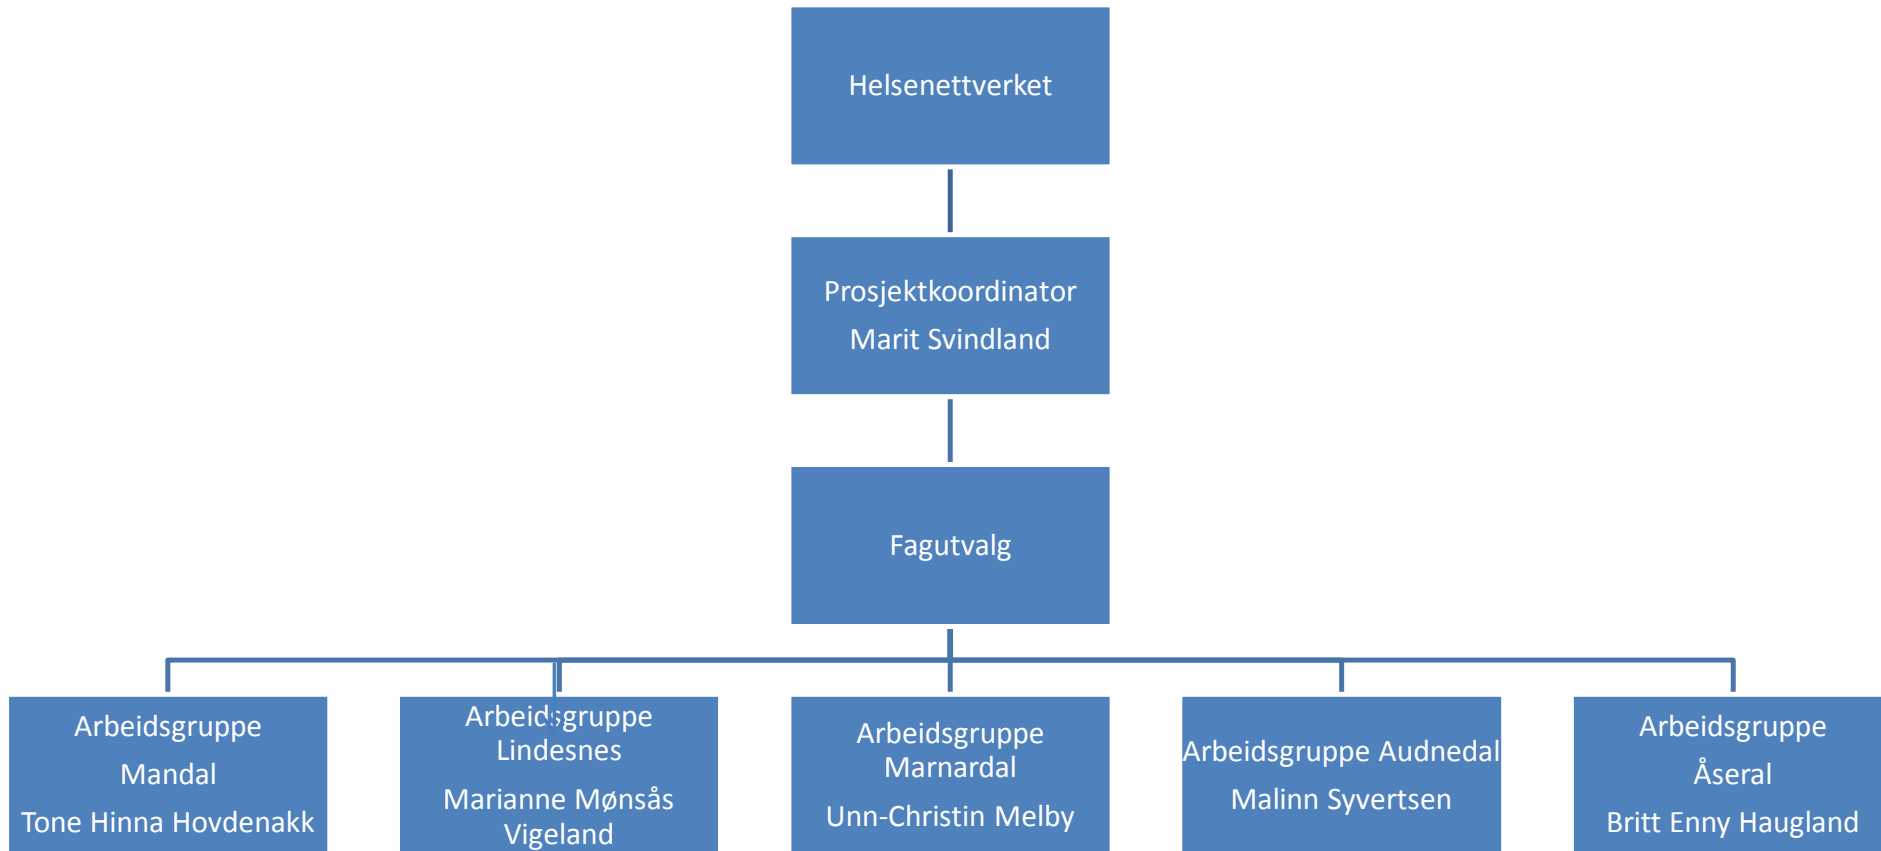 Helsenettverket
Prosjektkoordinator
Marit Svindland
Fagutvalg
Arbeidsgruppe
Mandal
Tone Hinna Hovdenakk
Arbeidsgruppe
Lindesnes
Marianne Mønsås
Vigeland
Arbeidsgruppe
Marnardal
Unn-Christin Melby
Arbeidsgruppe Audnedal
Malinn Syvertsen
Arbeidsgruppe
Åseral
Britt Enny Haugland